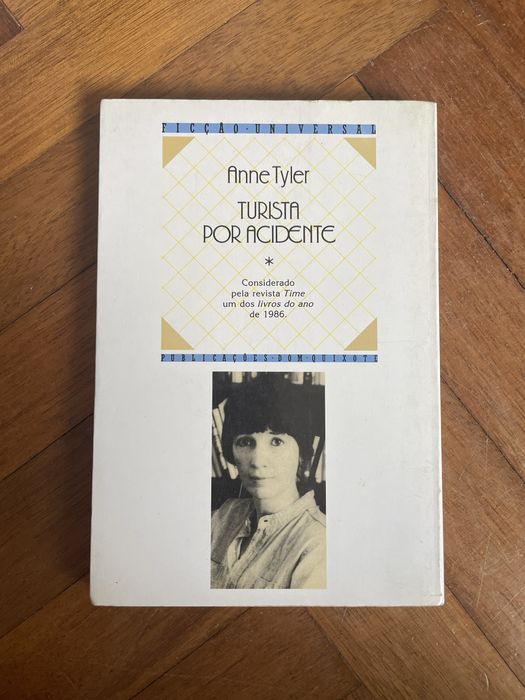 FICÇÃO·UNIVERSAL
Anne Tyler
TURISTA
POR ACIDENTE
*
Considerado
pela revista Time
um dos livros do ano
de 1986.
PUBLICAÇÕES·DOM·QUIXOTE